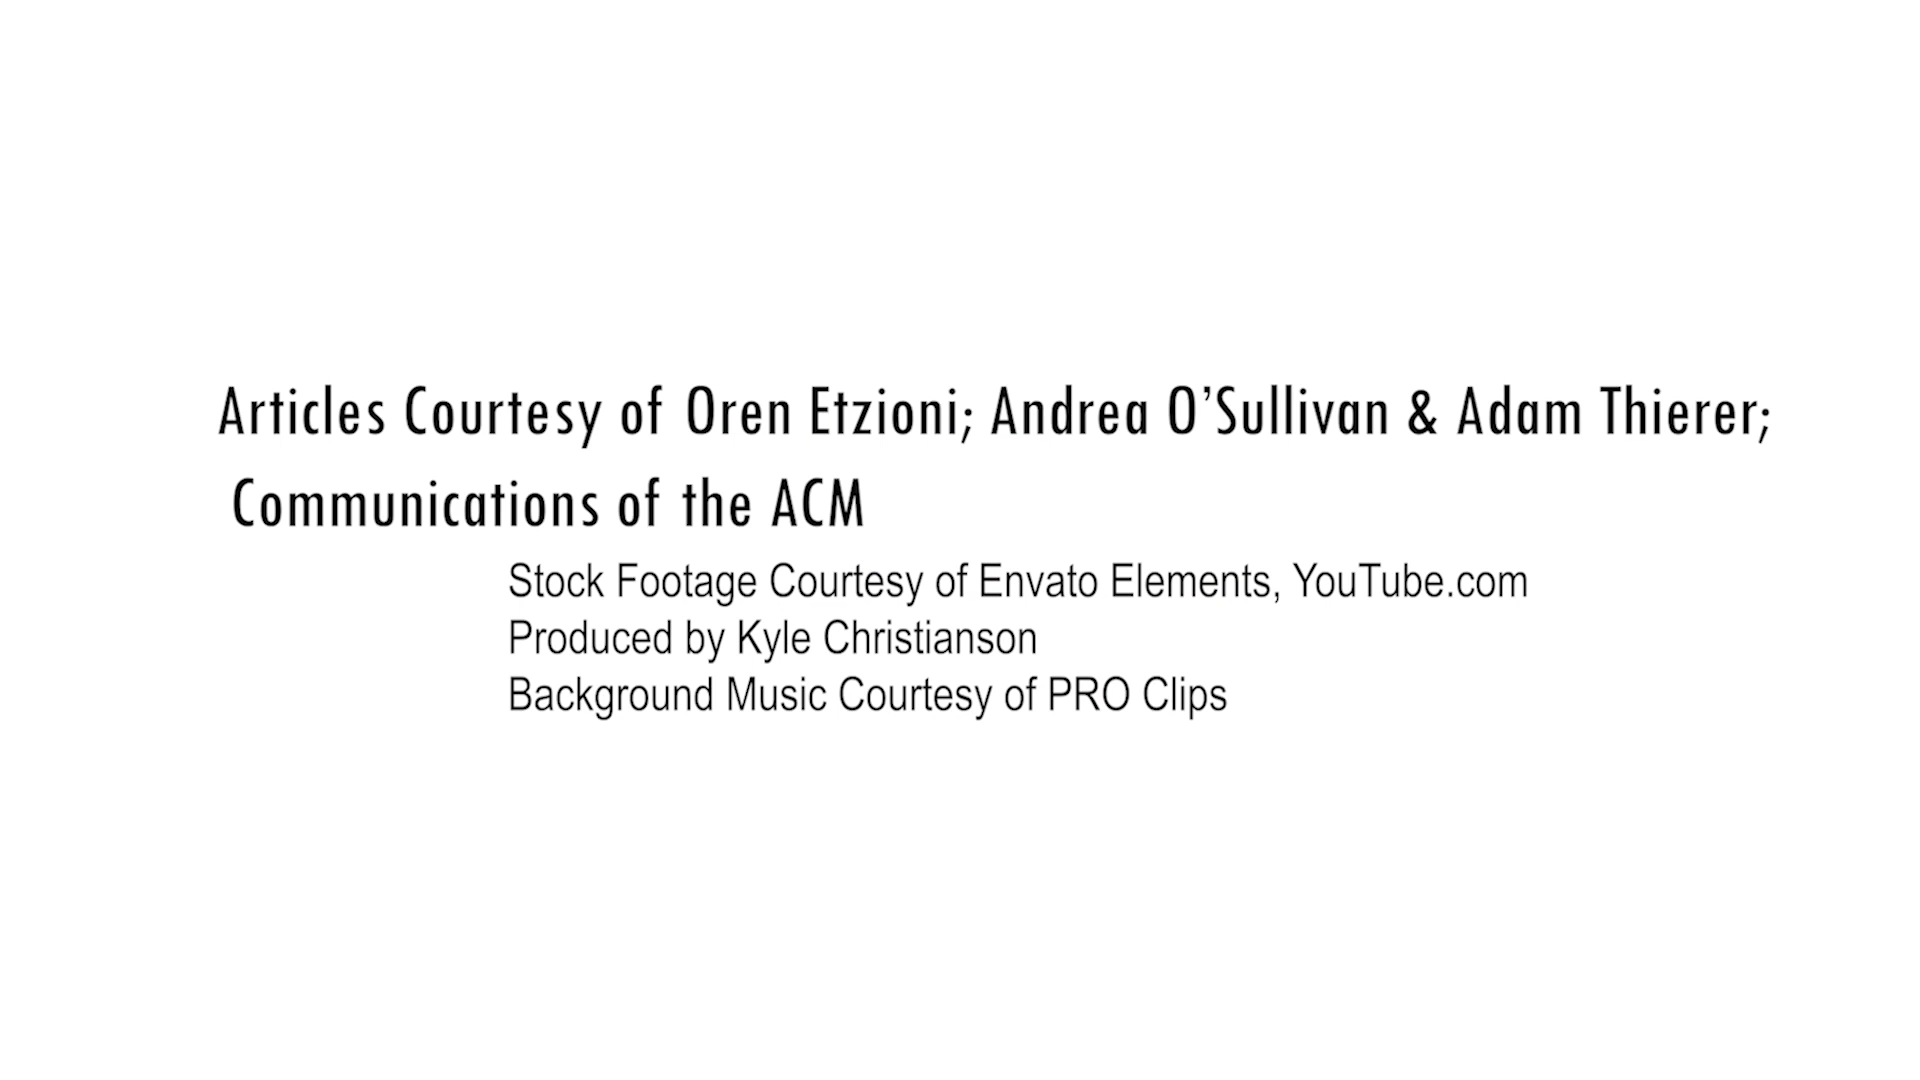 Articles Courtesy of Oren Etzioni; Andrea O’Sullivan & Adam Thierer;
Communications of the ACM
Stock Footage Courtesy of Envato Elements, YouTube.com
Produced by Kyle Christianson
Background Music Courtesy of PRO Clips